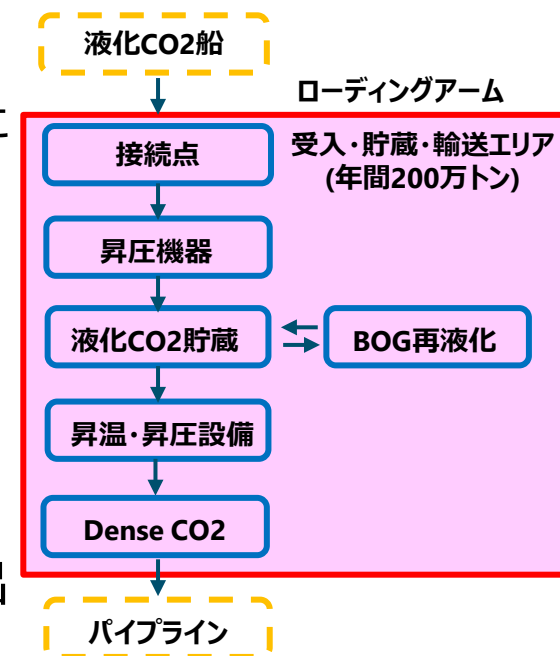 液化CO2船
ローディングアーム
接続点
受入・貯蔵・輸送エリア
(年間200万トン)
昇圧機器
液化CO2貯蔵
BOG再液化
昇温・昇圧設備
Dense CO2
パイプライン